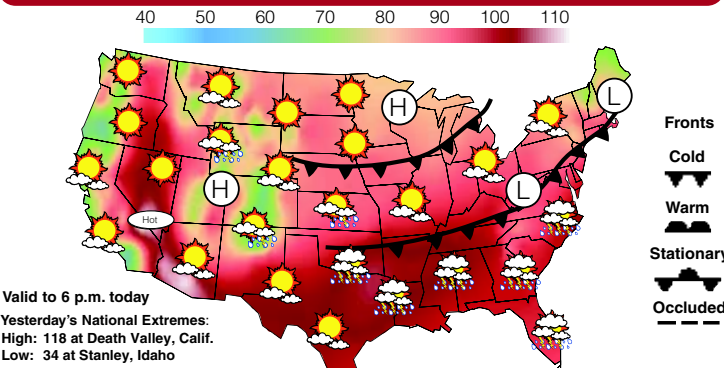 40 50 60 70 80 90 100 110
H
L
Fronts
Cold
H
L
Warm
Hot
Stationary
Valid to 6 p.m. today
Occluded
Yesterday's National Extremes:
High: 118 at Death Valley, Calif.
Low: 34 at Stanley, Idaho